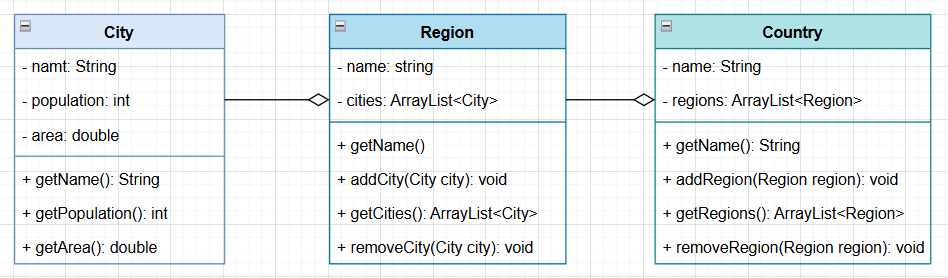 City
- namt: String
- population: int
- area: double
+ getName(): String
+ getPopulation(): int
+ getArea(): double
Region
- name: string
- cities: ArrayList<City>
+ getName()
+ addCity(City city): void
+ getCities(): ArrayList<City>
+ removeCity(City city): void
Country
- name: String
- regions: ArrayList<Region>
+ getName(): String
+ addRegion(Region region): void
+ getRegions(): ArrayList<Region>
+ removeRegion(Region region): void